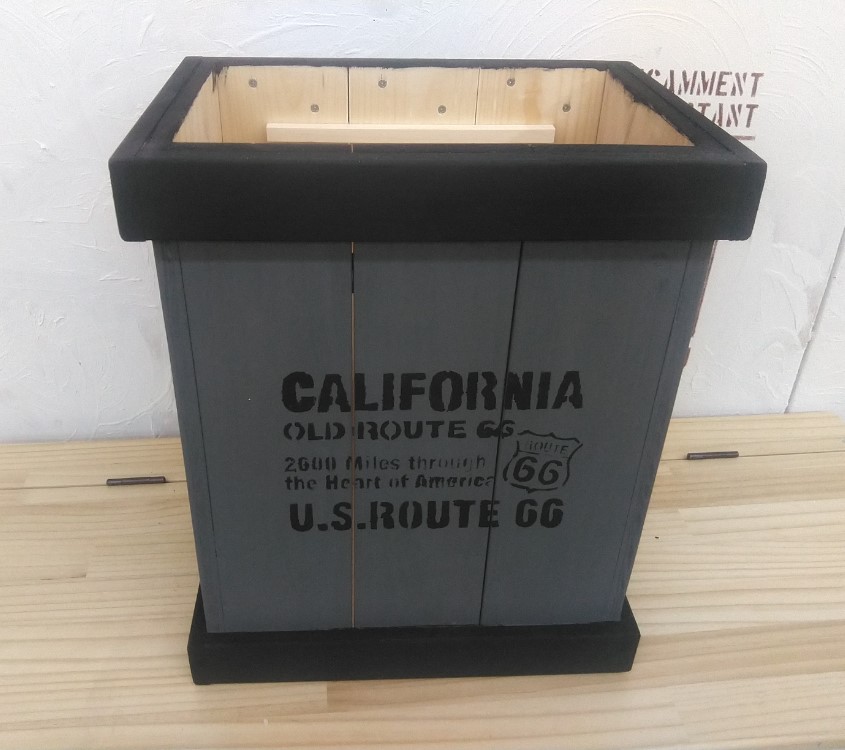 CALIFORNIA
OLD ROUTE 66
ROUTE
66
2600 Miles through
the Heart of America
U.S.ROUTE 66